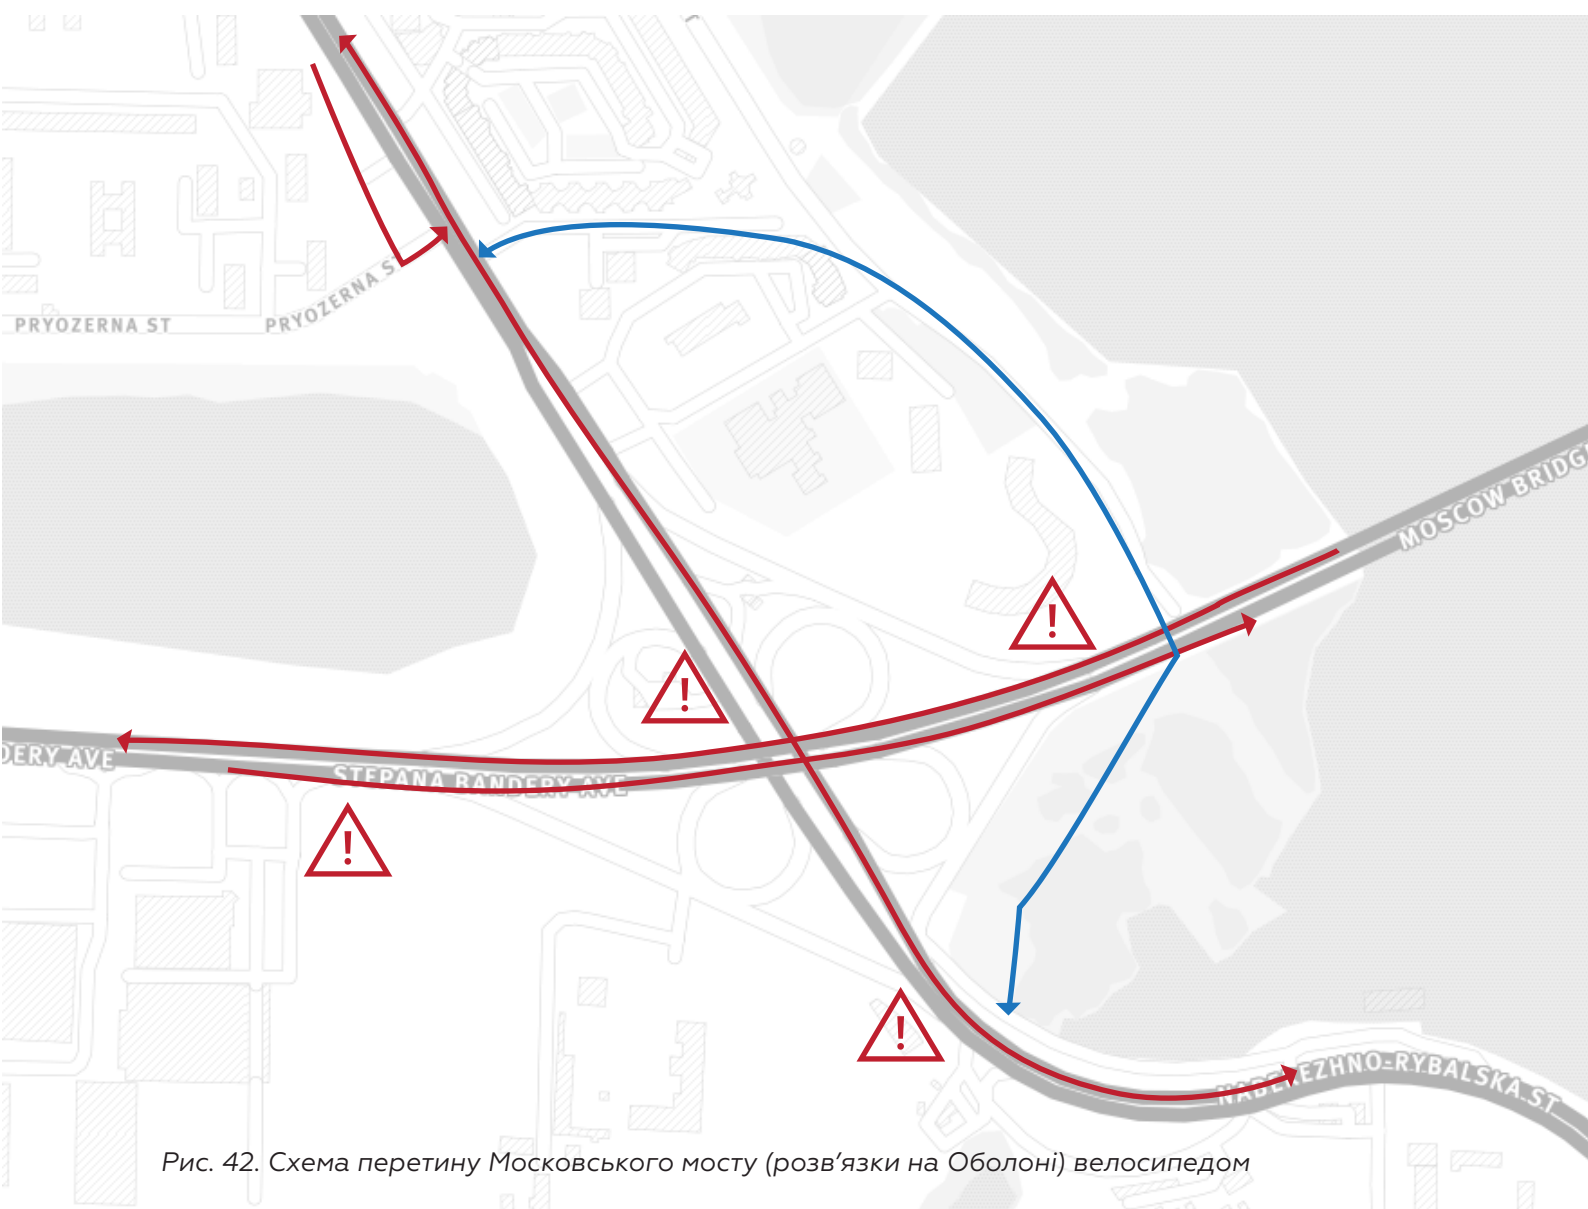 PRYOZERNA ST
PRYOZERNA S
MOSCOW BRIDG
!
!
DERY AVE
STEPANA BANDERY AVE
!
!
NABEREZHNO-RYBALSKA ST
Рис. 42. Схема перетину Московського мосту (розв’язки на Оболоні) велосипедом